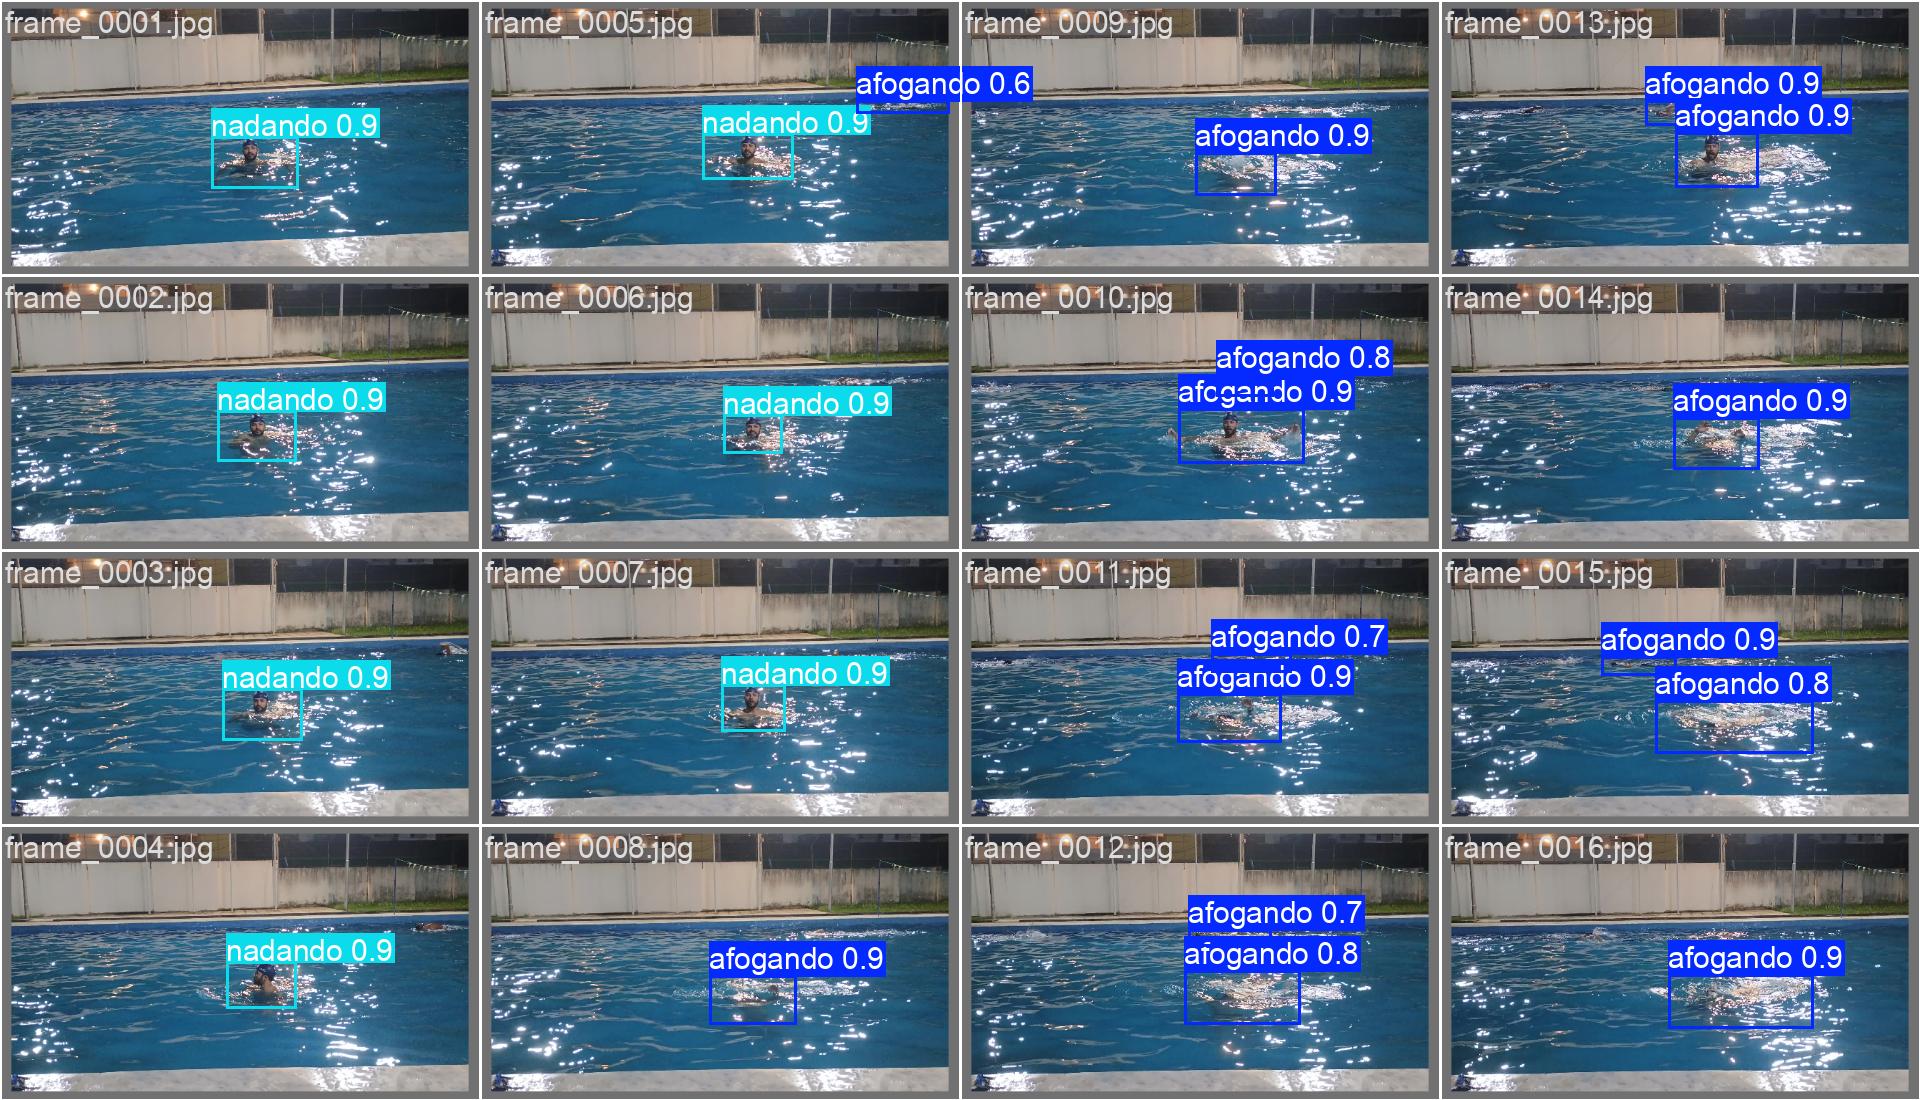 frame_0001.jpg
nadando 0.9
frame_0005.jpg
afogando 0.6
nadando 0.9
frame_0009.jpg
afogando 0.9
frame_0013.jpg
afogando 0.9
afogando 0.9
frame_0002.jpg
nadando 0.9
frame_0006.jpg
nadando 0.9
frame_0010.jpg
afogando 0.8
afogando 0.9
frame_0014.jpg
afogando 0.9
frame_0003.jpg
nadando 0.9
frame_0007.jpg
nadando 0.9
frame_0011.jpg
afogando 0.7
afogando 0.9
frame_0015.jpg
afogando 0.9
afogando 0.8
frame_0004.jpg
nadando 0.9
frame_0008.jpg
afogando 0.9
frame_0012.jpg
afogando 0.7
afogando 0.8
frame_0016.jpg
afogando 0.9